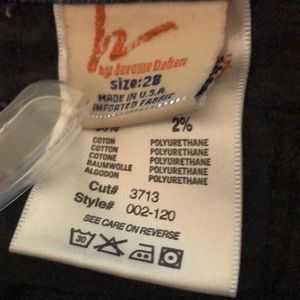 h
by Jerome Dahan
Size:28
MADE IN U.S.A.
IMPORTED FABRIC
98% 2%
COTON POLYURETHANE
COTTON POLYURETHANE
COTONE POLYURETHANE
BAUMWOLLE POLYURETHANE
ALGODON POLYURETHANE
Cut# 3713
Style# 002-120
SEE CARE ON REVERSE
30